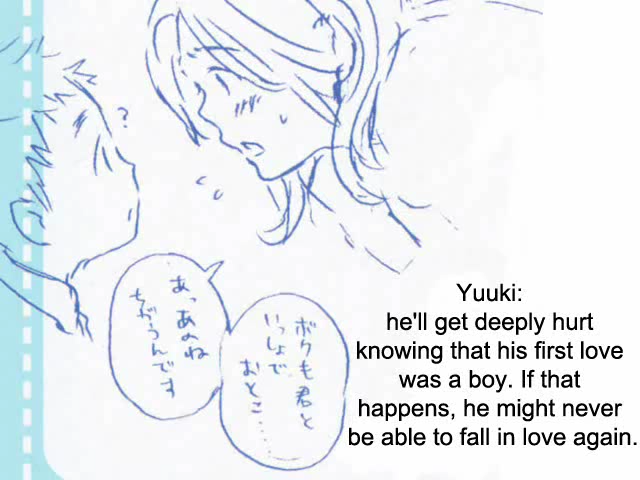 ?
あっあのね
ちがうんです
ボクも君と
いっしょで
おとこ……
Yuuki:
he'll get deeply hurt
knowing that his first love
was a boy. If that
happens, he might never
be able to fall in love again.